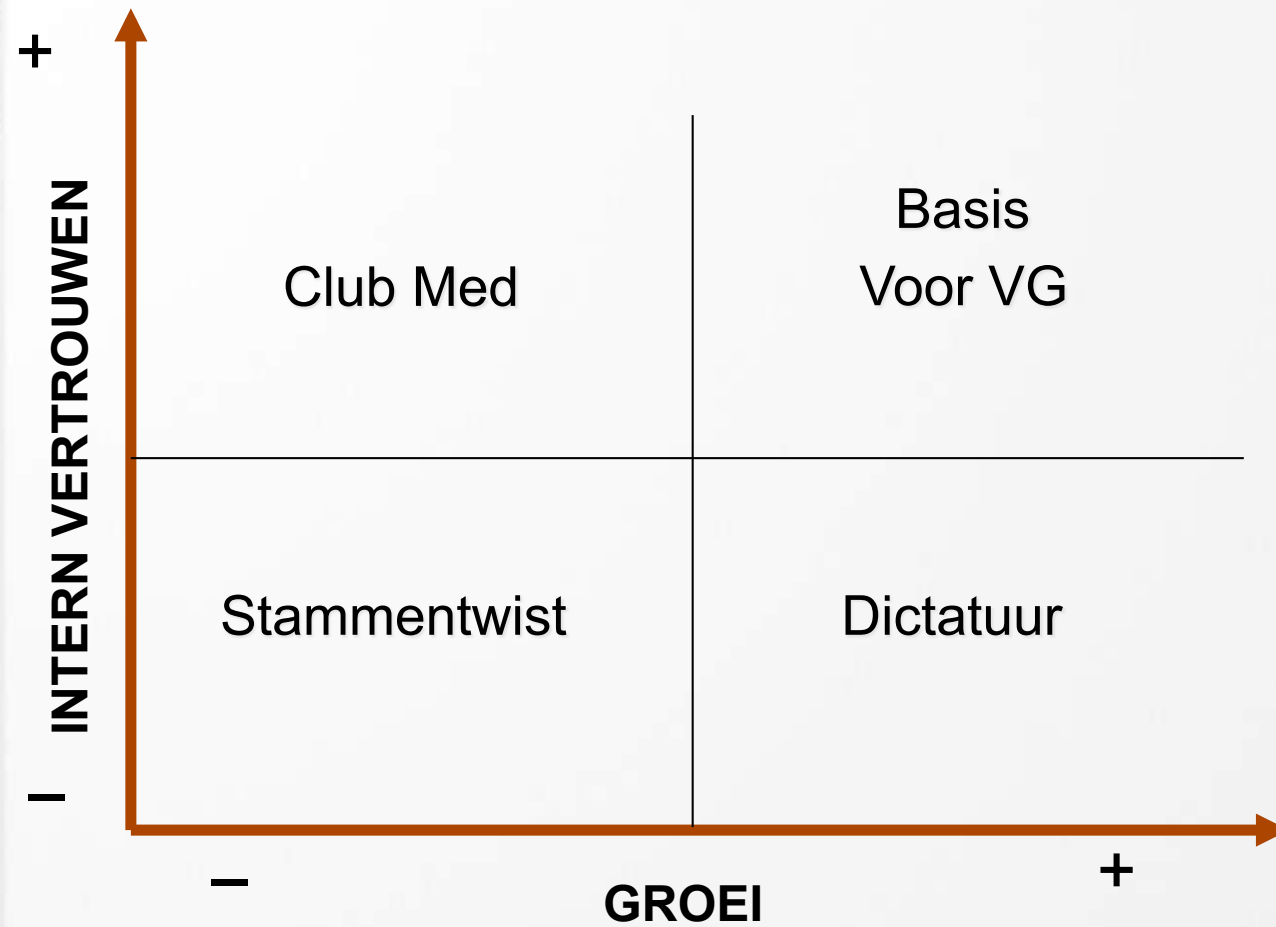 +
INTERN VERTROUWEN
Basis
Voor VG
Club Med
Stammentwist
Dictatuur
–
–
+
GROEI